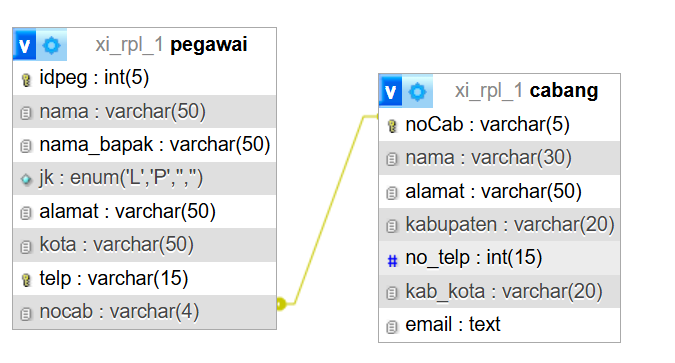 v xi_rpl_1 pegawai
idpeg : int(5)
nama : varchar(50)
nama_bapak : varchar(50)
jk : enum('L','P','','')
alamat : varchar(50)
kota : varchar(50)
telp : varchar(15)
nocab : varchar(4)
v xi_rpl_1 cabang
noCab : varchar(5)
nama : varchar(30)
alamat : varchar(50)
kabupaten : varchar(20)
# no_telp : int(15)
kab_kota : varchar(20)
email : text